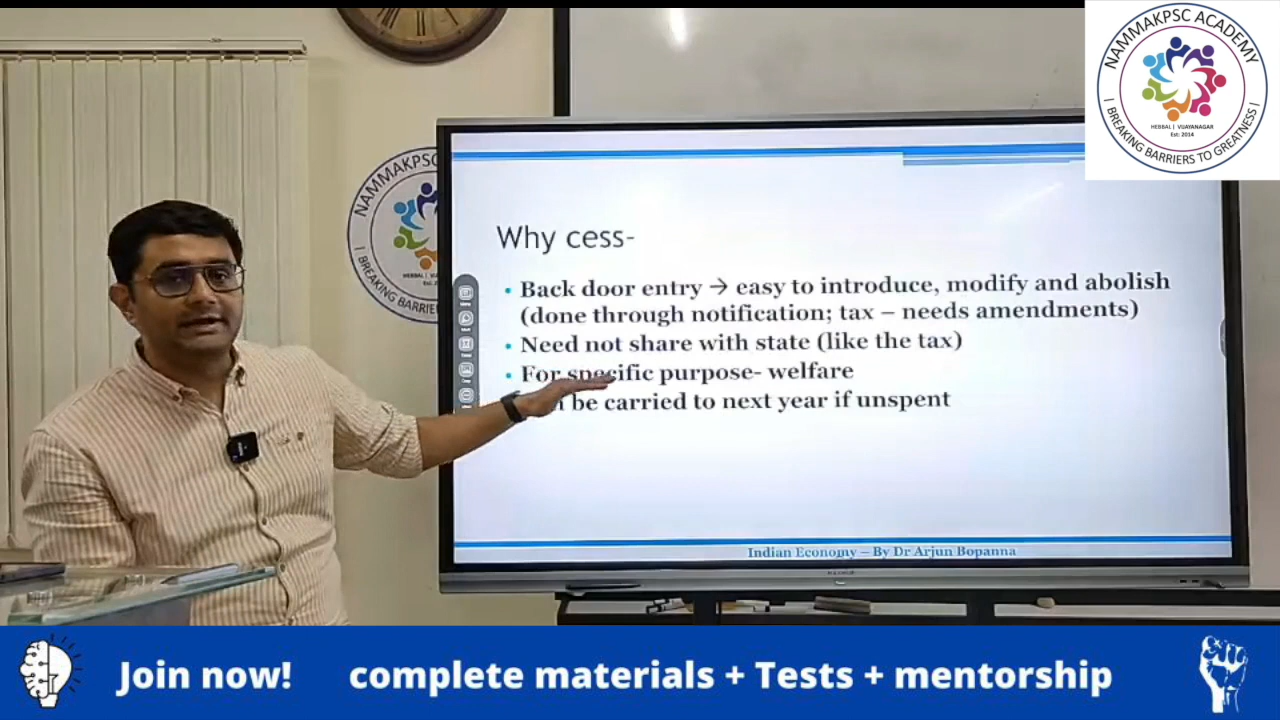 NAMMAKPSC ACADEMY
HEBBAL | VIJAYANAGAR
Est: 2014
| BREAKING BARRIERS TO GREATNESS |
NAMMAKPSC
| BREAKING BARRIE
Why cess-
• Back door entry → easy to introduce, modify and abolish
(done through notification; tax – needs amendments)
• Need not share with state (like the tax)
• For specific purpose- welfare
be carried to next year if unspent
Indian Economy – By Dr Arjun Bopanna
Join now! complete materials + Tests + mentorship